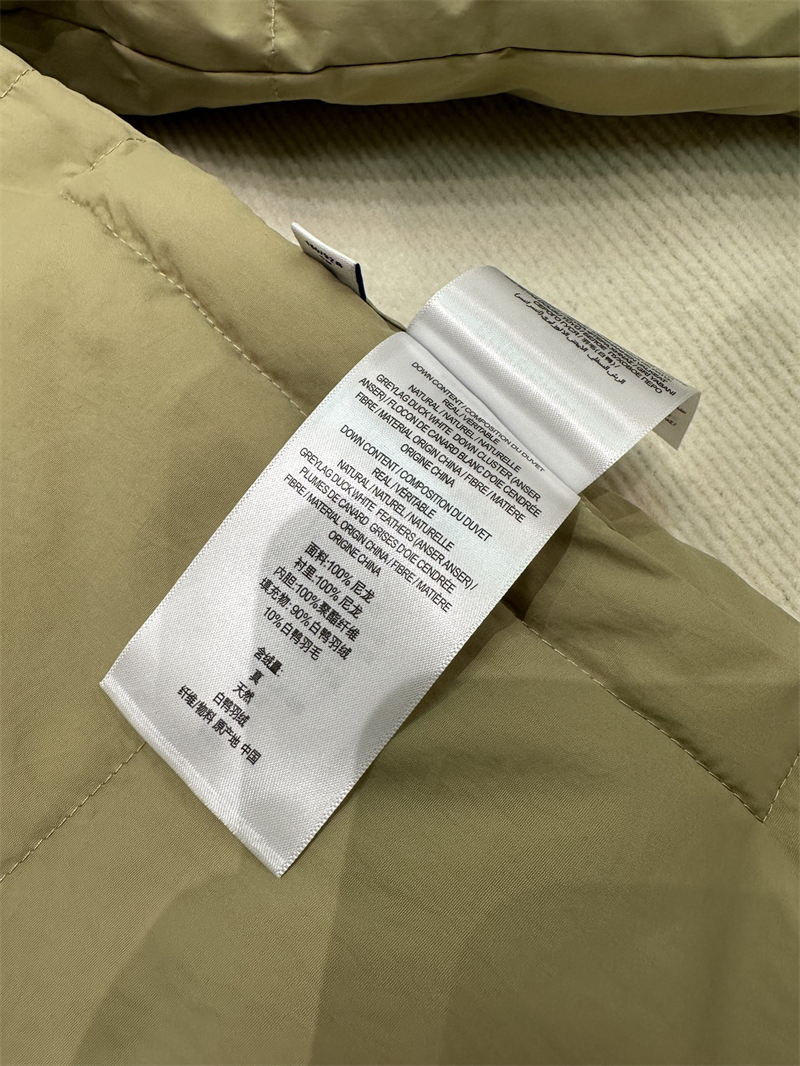 DOWN CONTENT / COMPOSITION DU DUVET
NATURAL / NATUREL / NATURELLE
REAL / VERITABLE
GREYLAG DUCK WHITE. DOWN CLUSTER (ANSER
ANSER) / FLOCON DE CANARD BLANC D'OIE CENDRÉE
FIBRE / MATERIAL ORIGIN CHINA / FIBRE / MATIÈRE
ORIGINE CHINA
DOWN CONTENT / COMPOSITION DU DUVET
NATURAL / NATUREL / NATURELLE
REAL / VÉRITABLE
GREYLAG DUCK WHITE. FEATHERS (ANSER ANSER) /
PLUMES DE CANARD. GRISES D'OIE CENDRÉE
FIBRE / MATERIAL ORIGIN CHINA / FIBRE / MATIÈRE
ORIGINE CHINA
面料:100% 尼龙
衬里:100% 尼龙
内胆:100%聚酯纤维
填充物: 90%白鸭羽绒
10%白鸭羽毛
含绒量:
真
天然
白鸭羽绒
纤维/物料 原产地 中国